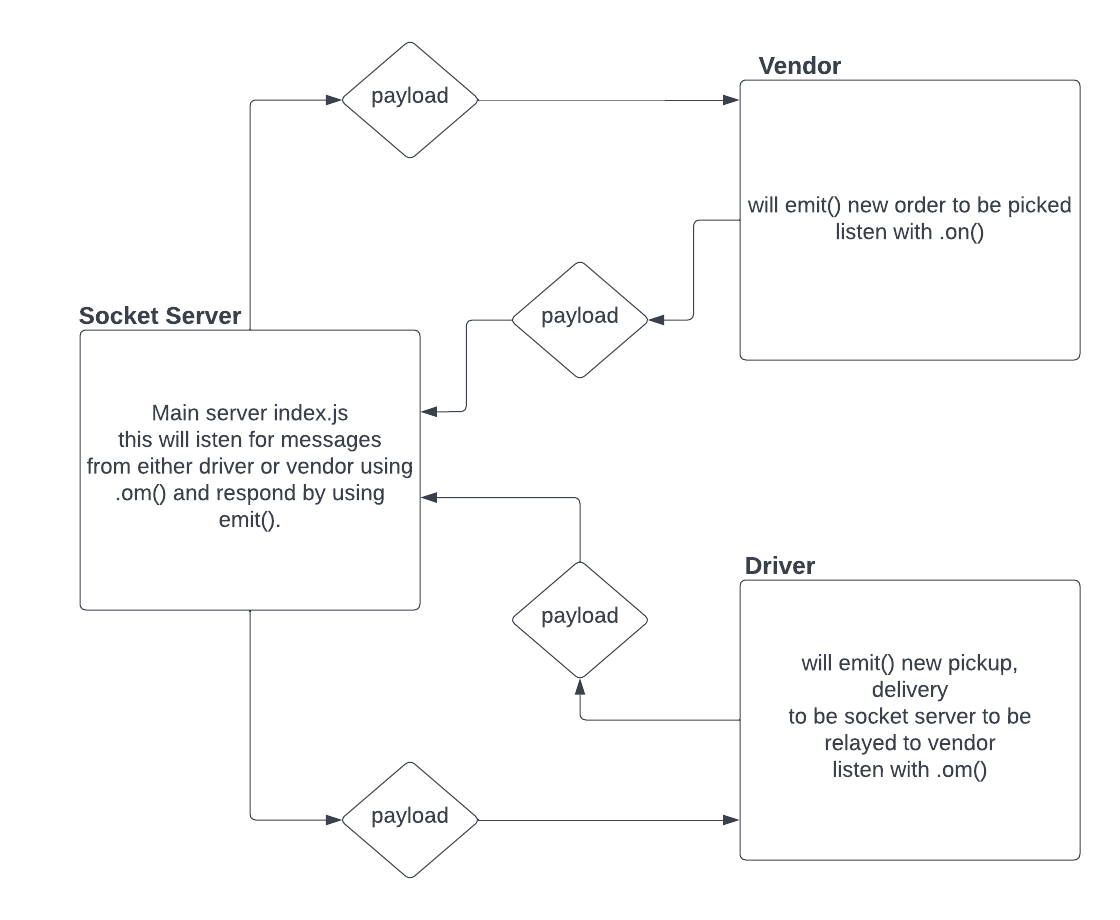 payload
Vendor
will emit() new order to be picked
listen with .on()
payload
Socket Server
Main server index.js
this will isten for messages
from either driver or vendor using
.om() and respond by using
emit().
payload
Driver
will emit() new pickup,
delivery
to be socket server to be
relayed to vendor
listen with .om()
payload